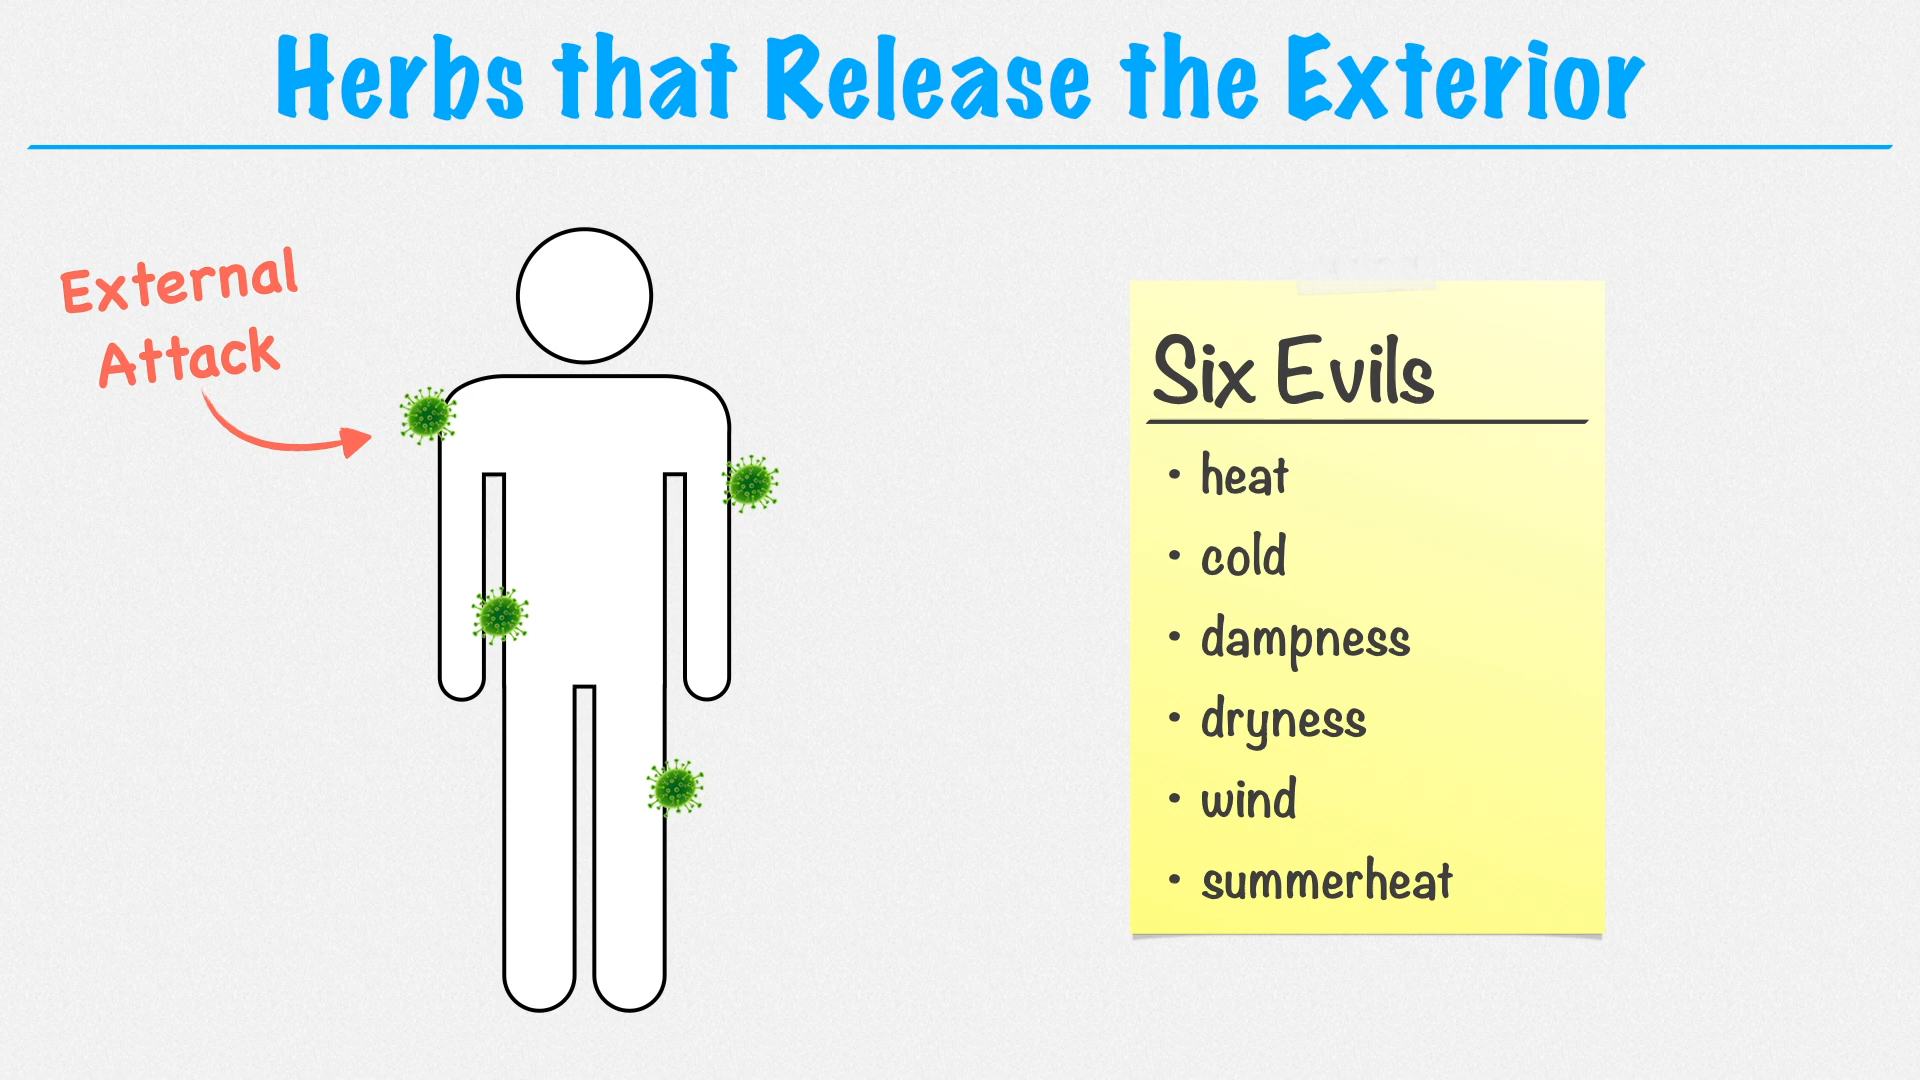 Herbs that Release the Exterior
External
Attack
Six Evils
• heat
• cold
• dampness
• dryness
• wind
• summerheat